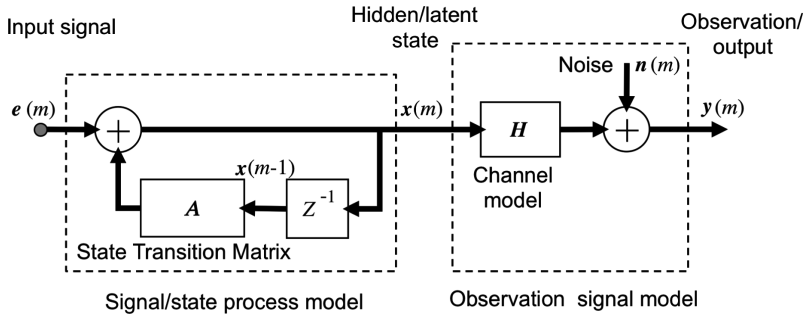 Input signal
Hidden/latent
state
Observation/
output
Noise n(m)
e(m)
x(m)
y(m)
+
H
+
Channel
model
x(m-1)
A
Z^-1
State Transition Matrix
Signal/state process model
Observation signal model